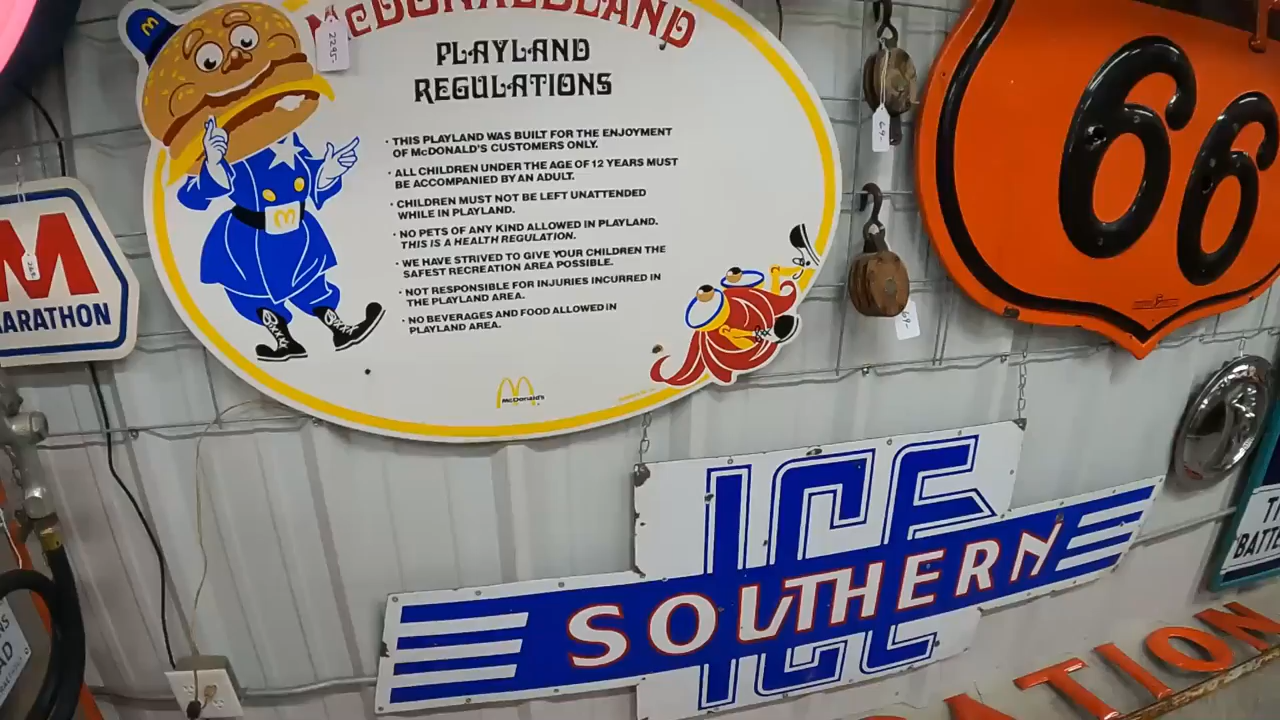 McDONALDLAND
PLAYLAND
REGULATIONS
· THIS PLAYLAND WAS BUILT FOR THE ENJOYMENT
OF McDONALD'S CUSTOMERS ONLY.
· ALL CHILDREN UNDER THE AGE OF 12 YEARS MUST
BE ACCOMPANIED BY AN ADULT.
· CHILDREN MUST NOT BE LEFT UNATTENDED
WHILE IN PLAYLAND.
· NO PETS OF ANY KIND ALLOWED IN PLAYLAND.
THIS IS A HEALTH REGULATION.
· WE HAVE STRIVED TO GIVE YOUR CHILDREN THE
SAFEST RECREATION AREA POSSIBLE.
· NOT RESPONSIBLE FOR INJURIES INCURRED IN
THE PLAYLAND AREA.
· NO BEVERAGES AND FOOD ALLOWED IN
PLAYLAND AREA.
McDonald's
2295-
M
MARATHON
69-
69-
66
ICE
SOUTHERN
BATTE
ATION